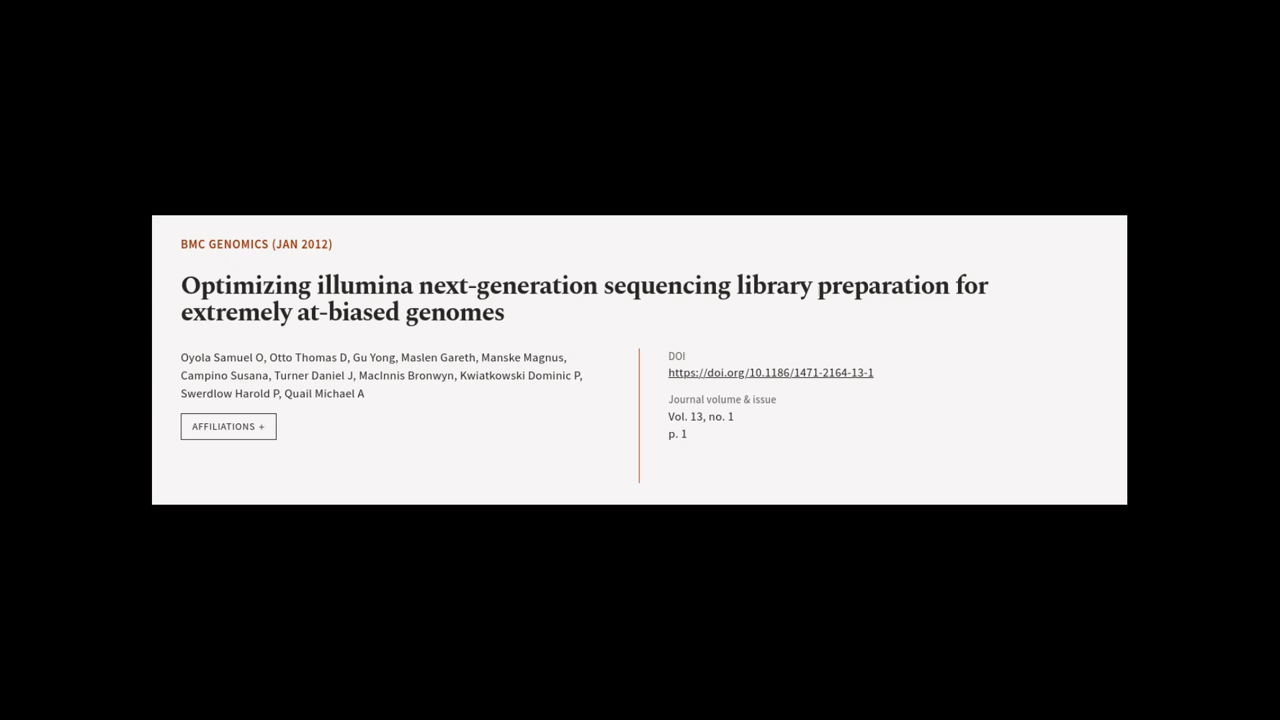 BMC GENOMICS (JAN 2012)
Optimizing illumina next-generation sequencing library preparation for
extremely at-biased genomes
Oyola Samuel O, Otto Thomas D, Gu Yong, Maslen Gareth, Manske Magnus,
Campino Susana, Turner Daniel J, MacInnis Bronwyn, Kwiatkowski Dominic P,
Swerdlow Harold P, Quail Michael A
AFFILIATIONS +
DOI
https://doi.org/10.1186/1471-2164-13-1
Journal volume & issue
Vol. 13, no. 1
p. 1